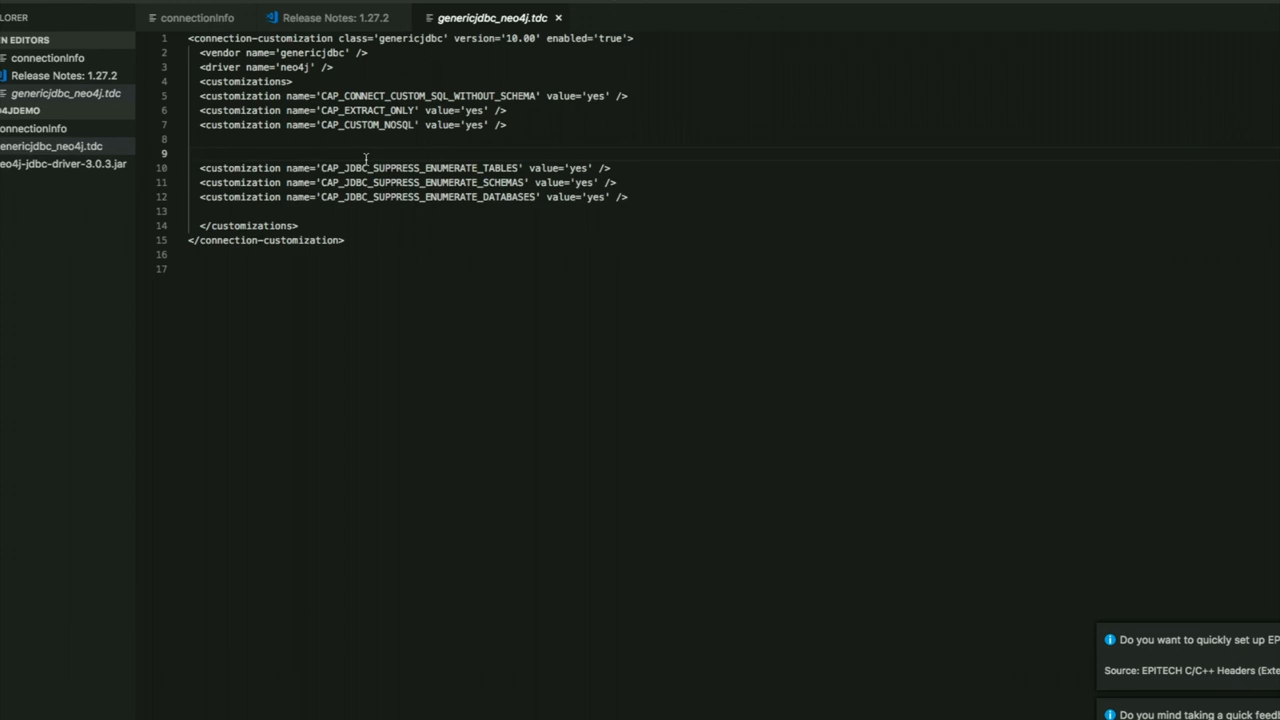 LORER
connectionInfo
Release Notes: 1.27.2
genericjdbc_neo4j.tdc ×
N EDITORS
connectionInfo
Release Notes: 1.27.2
genericjdbc_neo4j.tdc
O4JDEMO
onnectionInfo
enericjdbc_neo4j.tdc
eo4j-jdbc-driver-3.0.3.jar
1 <connection-customization class='genericjdbc' version='10.00' enabled='true'>
2 <vendor name='genericjdbc' />
3 <driver name='neo4j' />
4 <customizations>
5 <customization name='CAP_CONNECT_CUSTOM_SQL_WITHOUT_SCHEMA' value='yes' />
6 <customization name='CAP_EXTRACT_ONLY' value='yes' />
7 <customization name='CAP_CUSTOM_NOSQL' value='yes' />
8
9
10 <customization name='CAP_JDBC_SUPPRESS_ENUMERATE_TABLES' value='yes' />
11 <customization name='CAP_JDBC_SUPPRESS_ENUMERATE_SCHEMAS' value='yes' />
12 <customization name='CAP_JDBC_SUPPRESS_ENUMERATE_DATABASES' value='yes' />
13
14 </customizations>
15 </connection-customization>
16
17
Do you want to quickly set up EP
Source: EPITECH C/C++ Headers (Exte
Do you mind taking a quick feed